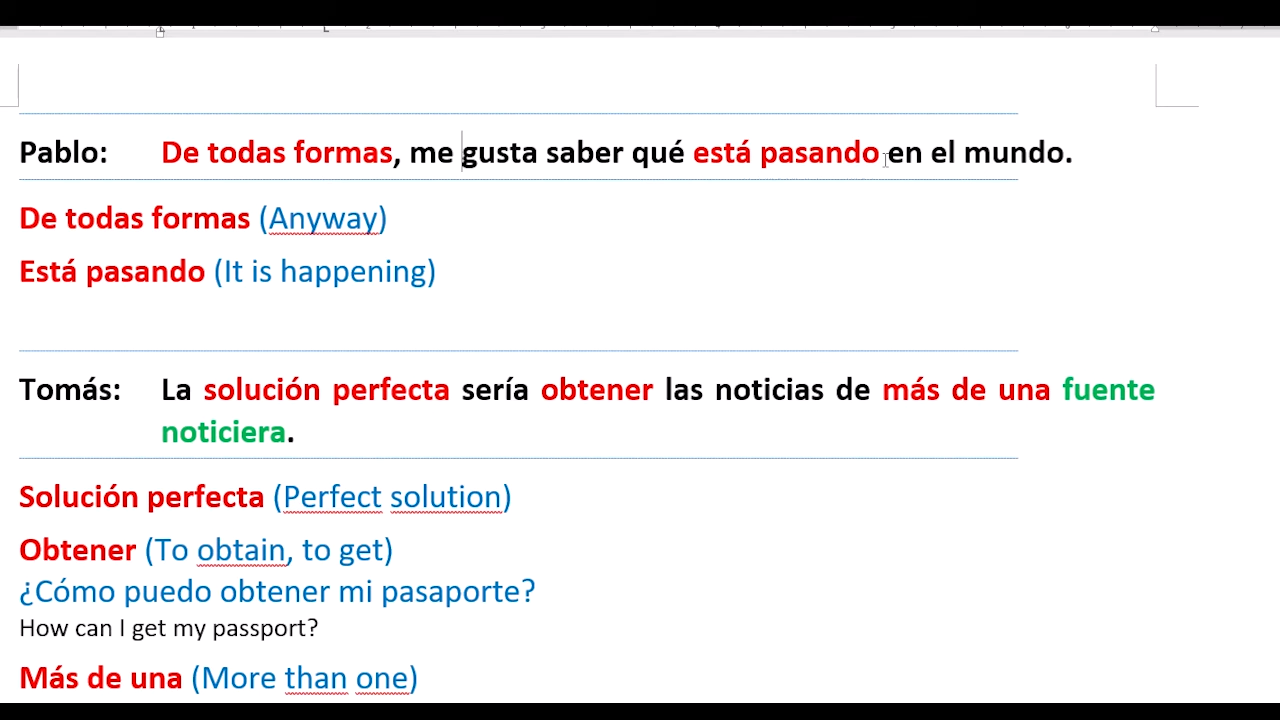 Pablo: De todas formas, me gusta saber qué está pasando en el mundo.
De todas formas (Anyway)
Está pasando (It is happening)
Tomás: La solución perfecta sería obtener las noticias de más de una fuente
noticiera.
Solución perfecta (Perfect solution)
Obtener (To obtain, to get)
¿Cómo puedo obtener mi pasaporte?
How can I get my passport?
Más de una (More than one)